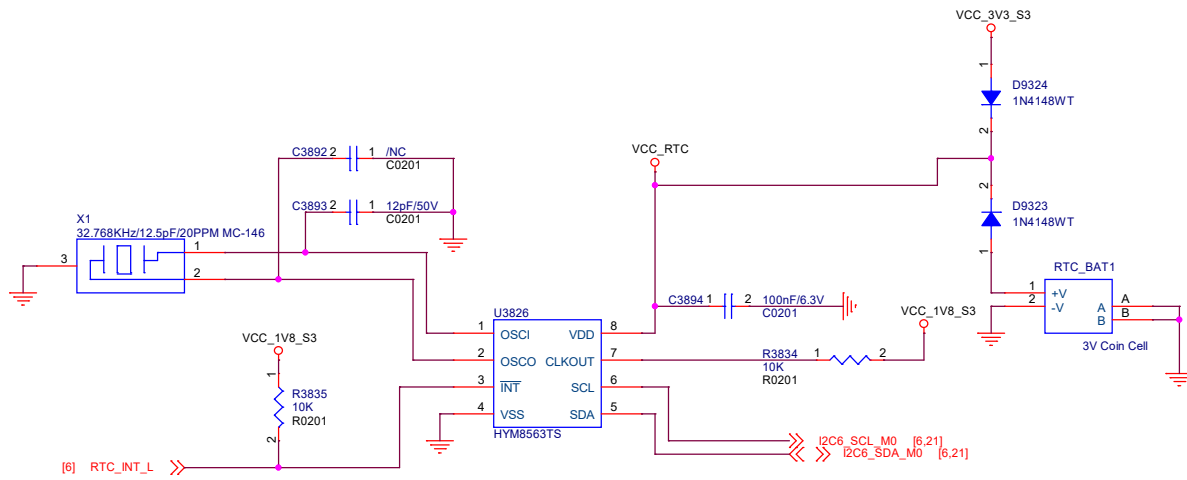 VCC_3V3_S3
1
D9324
1N4148WT
2
C3892 2 1 /NC
C0201
VCC_RTC
2
D9323
1N4148WT
1
C3893 2 1 12pF/50V
C0201
X1
32.768KHz/12.5pF/20PPM MC-146
3
1
2
RTC_BAT1
1 +V
2 -V
A A
B B
3V Coin Cell
C3894 1 2 100nF/6.3V
C0201
VCC_1V8_S3
U3826
1 OSCI VDD 8
2 OSCO CLKOUT 7
3 INT SCL 6
4 VSS SDA 5
HYM8563TS
R3834 1 2
10K
R0201
VCC_1V8_S3
1
R3835
10K
R0201
2
I2C6_SCL_M0 [6,21]
I2C6_SDA_M0 [6,21]
[6] RTC_INT_L